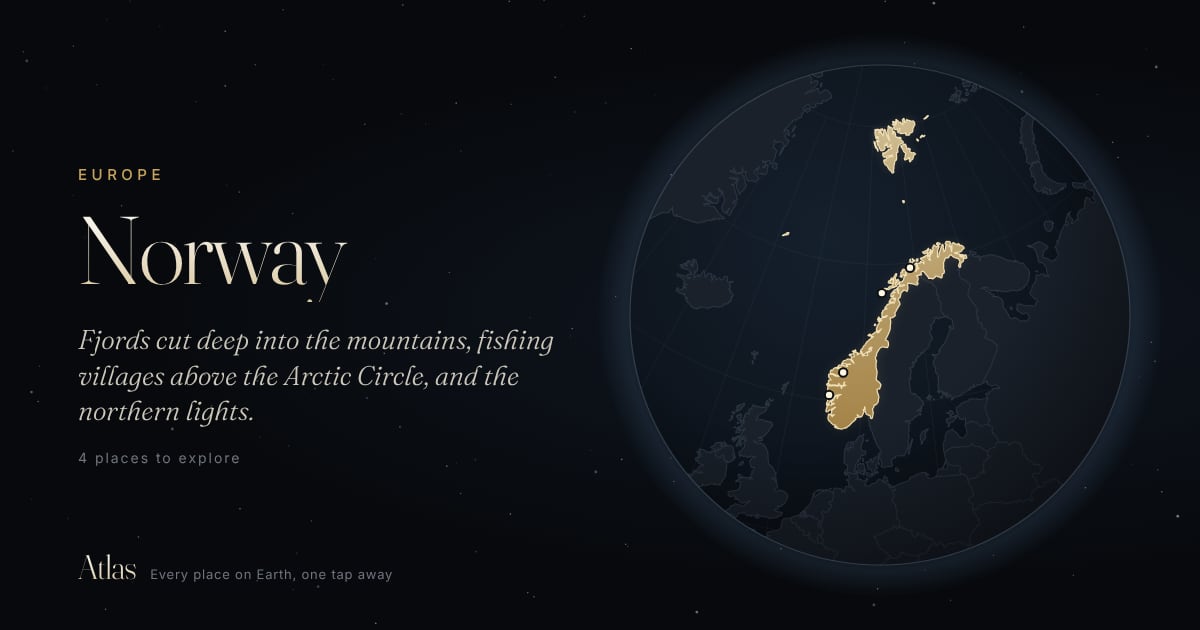 EUROPE
Norway
Fjords cut deep into the mountains, fishing
villages above the Arctic Circle, and the
northern lights.
4 places to explore
Atlas Every place on Earth, one tap away